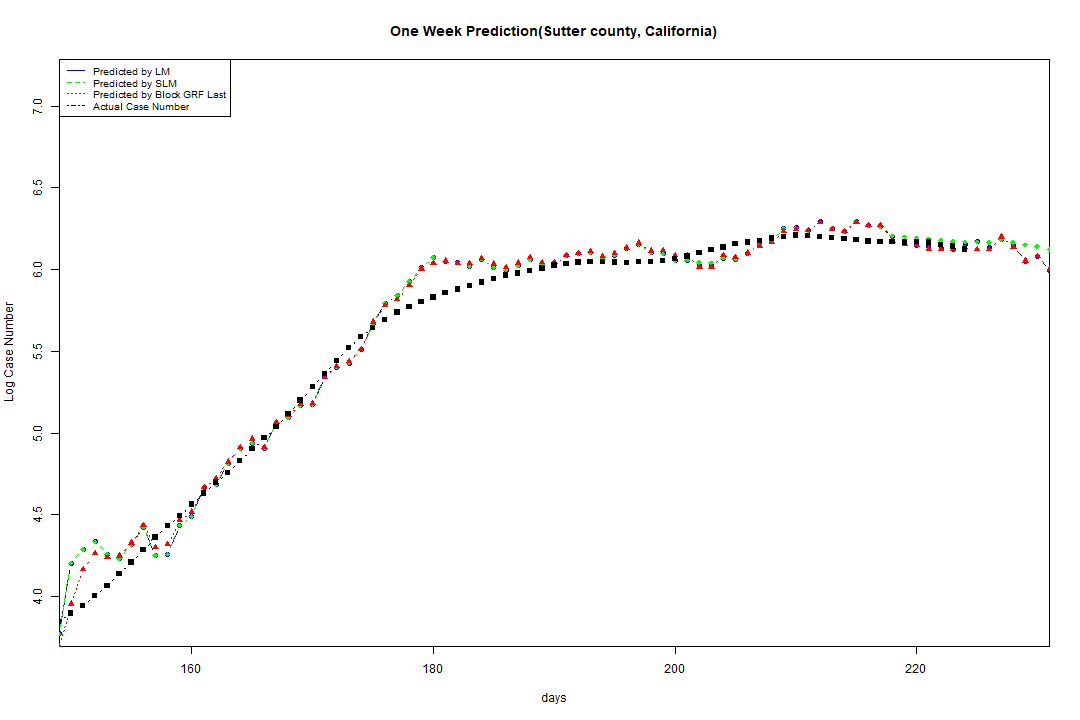 One Week Prediction(Sutter county, California)
Predicted by LM
Predicted by SLM
Predicted by Block GRF Last
Actual Case Number
7.0
6.5
6.0
5.5
5.0
4.5
4.0
Log Case Number
160 180 200 220
days